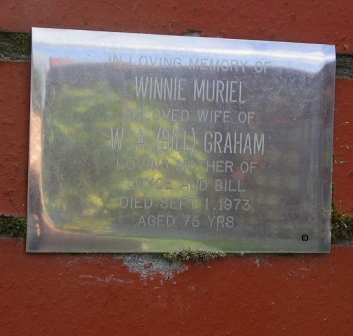 IN LOVING MEMORY OF
WINNIE MURIEL
BELOVED WIFE OF
W. A. (BILL) GRAHAM
LOVING MOTHER OF
JOYCE AND BILL
DIED SEPT 1, 1973
AGED 75 YRS